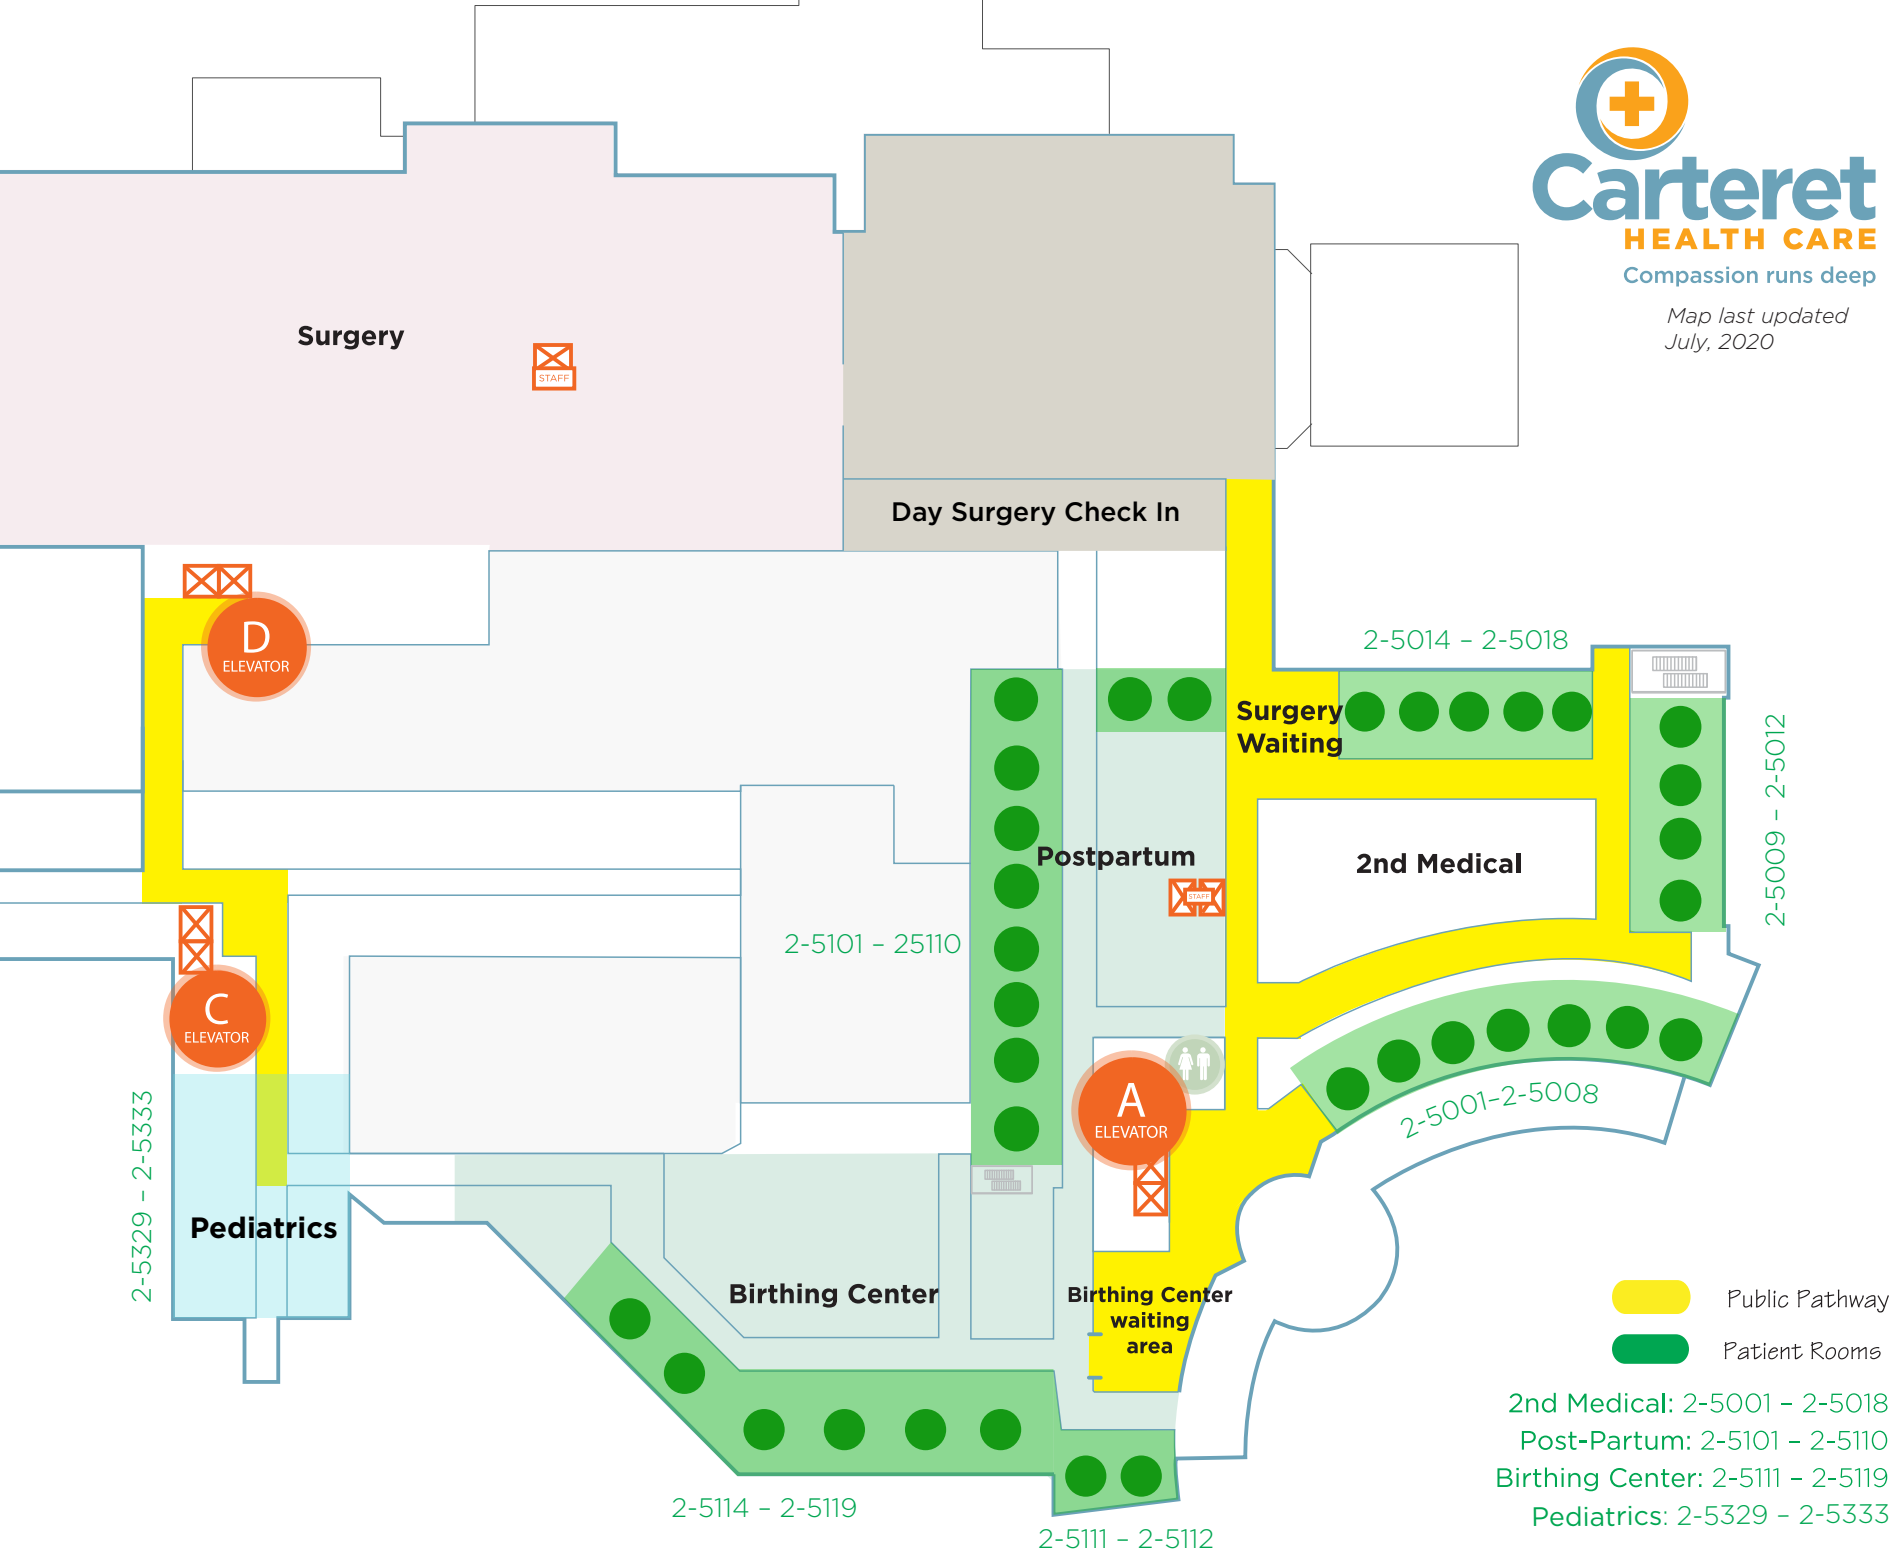 Carteret
HEALTH CARE
Compassion runs deep
Map last updated
July, 2020
Surgery
STAFF
Day Surgery Check In
D
ELEVATOR
2-5014 – 2-5018
Surgery
Waiting
2-5009 – 2-5012
Postpartum
2nd Medical
STAFF
2-5101 – 25110
C
ELEVATOR
A
ELEVATOR
2-5001–2-5008
2-5329 – 2-5333
Pediatrics
Birthing Center
Birthing Center
waiting
area
Public Pathway
Patient Rooms
2nd Medical: 2-5001 – 2-5018
Post-Partum: 2-5101 – 2-5110
Birthing Center: 2-5111 – 2-5119
Pediatrics: 2-5329 – 2-5333
2-5114 – 2-5119
2-5111 – 2-5112